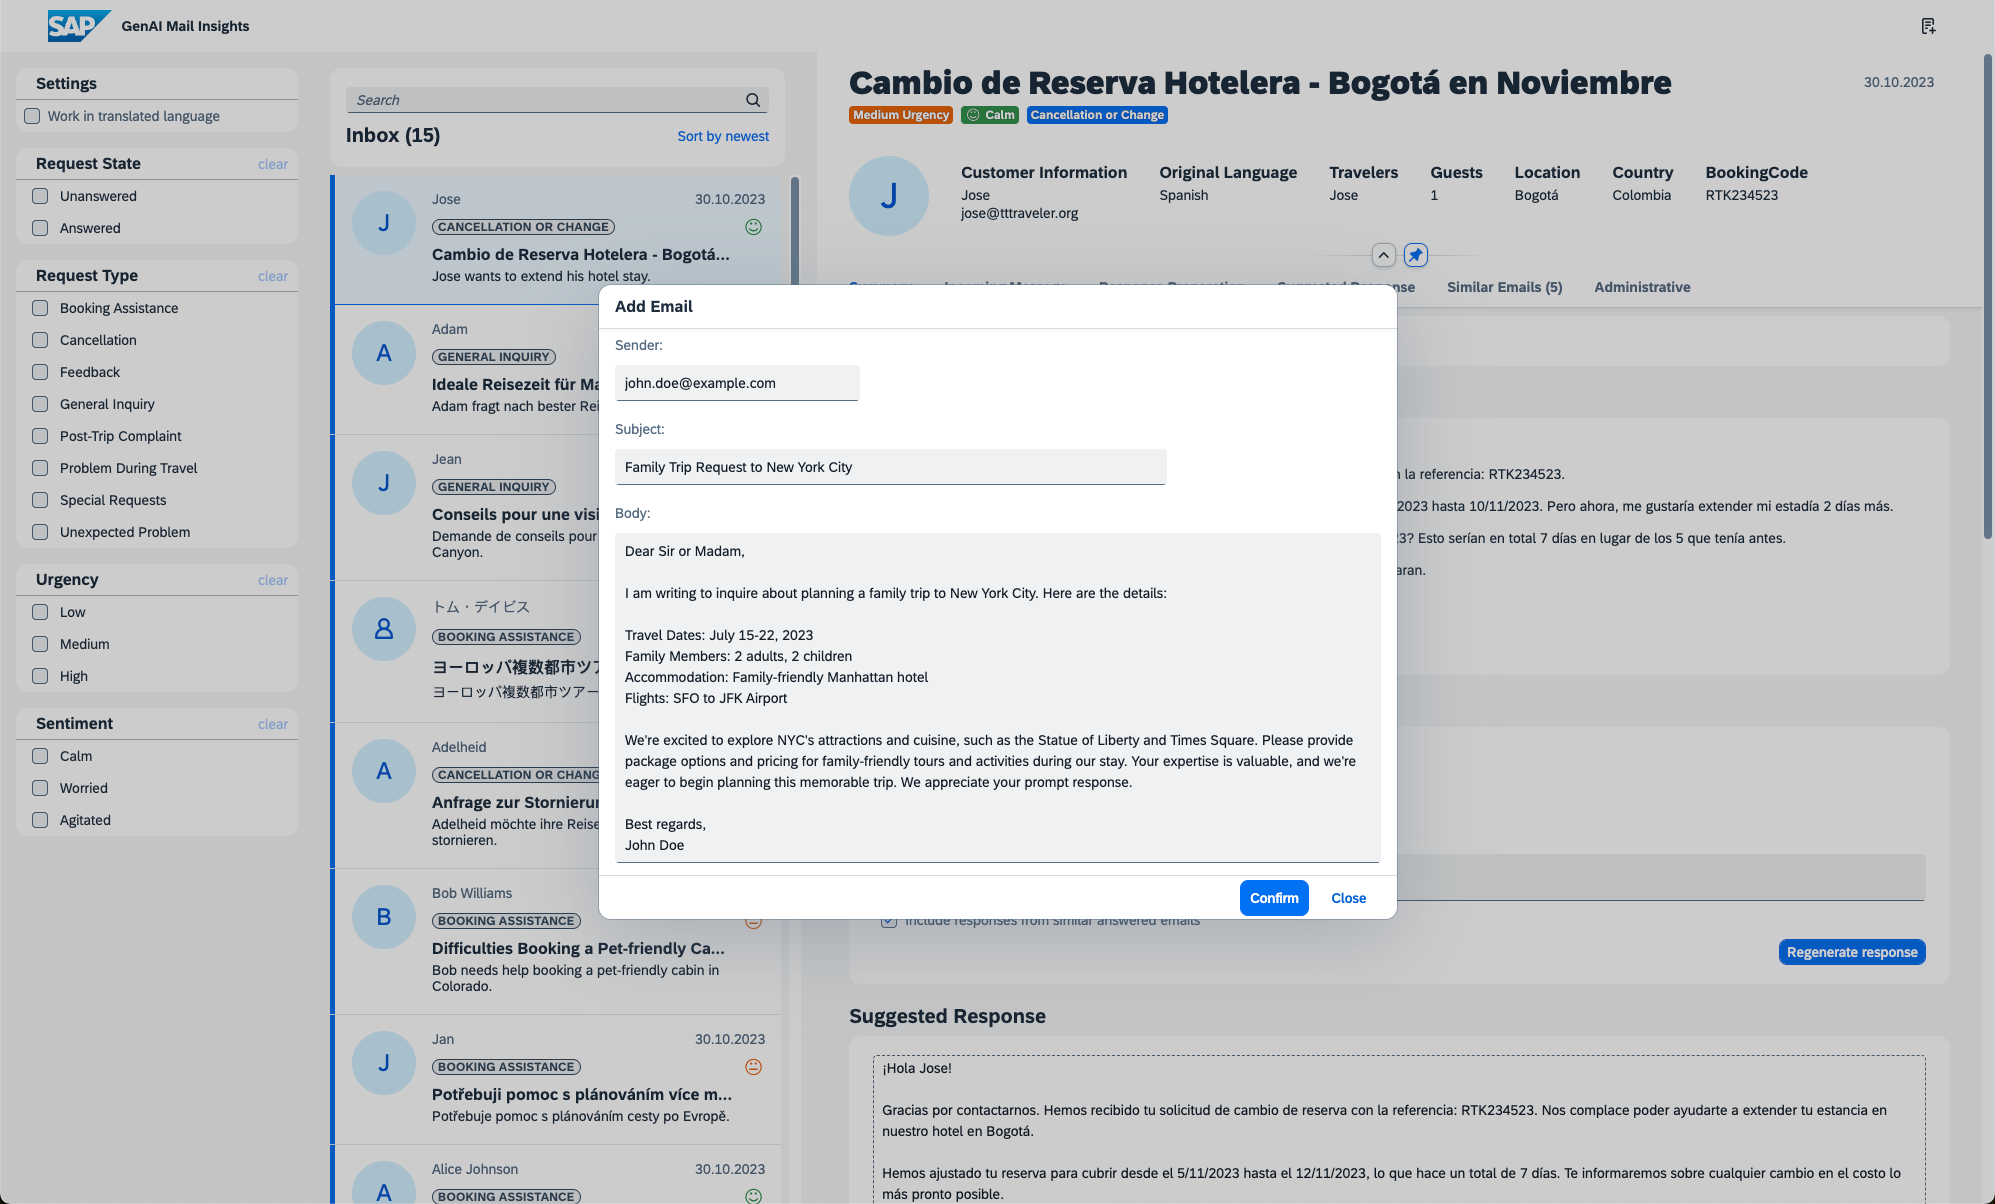 SAP GenAI Mail Insights
Settings
Work in translated language
Request State clear
Unanswered
Answered
Request Type clear
Booking Assistance
Cancellation
Feedback
General Inquiry
Post-Trip Complaint
Problem During Travel
Special Requests
Unexpected Problem
Urgency clear
Low
Medium
High
Sentiment clear
Calm
Worried
Agitated
Search
Inbox (15) Sort by newest
J
Jose 30.10.2023
CANCELLATION OR CHANGE
Cambio de Reserva Hotelera - Bogotá...
Jose wants to extend his hotel stay.
A
Adam
GENERAL INQUIRY
Ideale Reisezeit für
Adam fragt nach bester
J
Jean
GENERAL INQUIRY
Conseils pour une
Demande de conseils pour
Canyon.
トム・デイビス
BOOKING ASSISTANCE
ヨーロッパ複数都市ツ
ヨーロッパ複数都市ツアー
A
Adelheid
CANCELLATION OR
Anfrage zur
Adelheid möchte ihre Reise
stornieren.
B
Bob Williams
BOOKING ASSISTANCE
Difficulties Booking a Pet-friendly Ca...
Bob needs help booking a pet-friendly cabin in
Colorado.
J
Jan 30.10.2023
BOOKING ASSISTANCE
Potřebuji pomoc s plánováním více m...
Potřebuje pomoc s plánováním cesty po Evropě.
A
Alice Johnson 30.10.2023
BOOKING ASSISTANCE
Cambio de Reserva Hotelera - Bogotá en Noviembre 30.10.2023
Medium Urgency Calm Cancellation or Change
J
Customer Information Original Language Travelers Guests Location Country BookingCode
Jose Spanish Jose 1 Bogotá Colombia RTK234523
jose@tttraveler.org
Similar Emails (5) Administrative
Add Email
Sender:
john.doe@example.com
Subject:
Family Trip Request to New York City
Body:
Dear Sir or Madam,
I am writing to inquire about planning a family trip to New York City. Here are the details:
Travel Dates: July 15-22, 2023
Family Members: 2 adults, 2 children
Accommodation: Family-friendly Manhattan hotel
Flights: SFO to JFK Airport
We're excited to explore NYC's attractions and cuisine, such as the Statue of Liberty and Times Square. Please provide
package options and pricing for family-friendly tours and activities during our stay. Your expertise is valuable, and we're
eager to begin planning this memorable trip. We appreciate your prompt response.
Best regards,
John Doe
Confirm Close
la referencia: RTK234523.
2023 hasta 10/11/2023. Pero ahora, me gustaría extender mi estadía 2 días más.
3? Esto serían en total 7 días en lugar de los 5 que tenía antes.
aran.
Include responses from similar answered emails
Regenerate response
Suggested Response
¡Hola Jose!
Gracias por contactarnos. Hemos recibido tu solicitud de cambio de reserva con la referencia: RTK234523. Nos complace poder ayudarte a extender tu estancia en
nuestro hotel en Bogotá.
Hemos ajustado tu reserva para cubrir desde el 5/11/2023 hasta el 12/11/2023, lo que hace un total de 7 días. Te informaremos sobre cualquier cambio en el costo lo
más pronto posible.